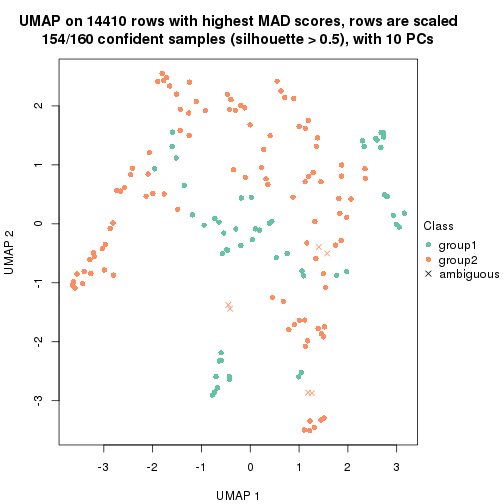 UMAP on 14410 rows with highest MAD scores, rows are scaled
154/160 confident samples (silhouette > 0.5), with 10 PCs
2
1
0
-1
-2
-3
UMAP 2
-3 -2 -1 0 1 2 3
UMAP 1
Class
group1
group2
ambiguous